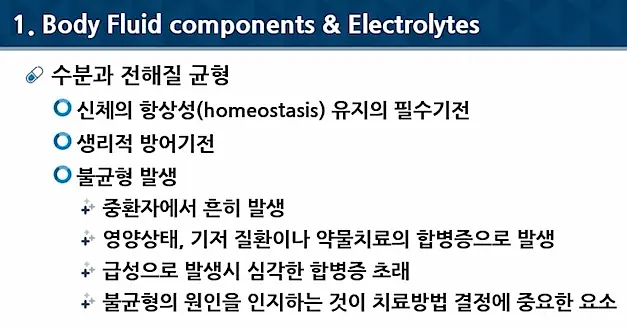 1. Body Fluid components & Electrolytes
수분과 전해질 균형
신체의 항상성(homeostasis) 유지의 필수기전
생리적 방어기전
불균형 발생
중환자에서 흔히 발생
영양상태, 기저 질환이나 약물치료의 합병증으로 발생
급성으로 발생시 심각한 합병증 초래
불균형의 원인을 인지하는 것이 치료방법 결정에 중요한 요소